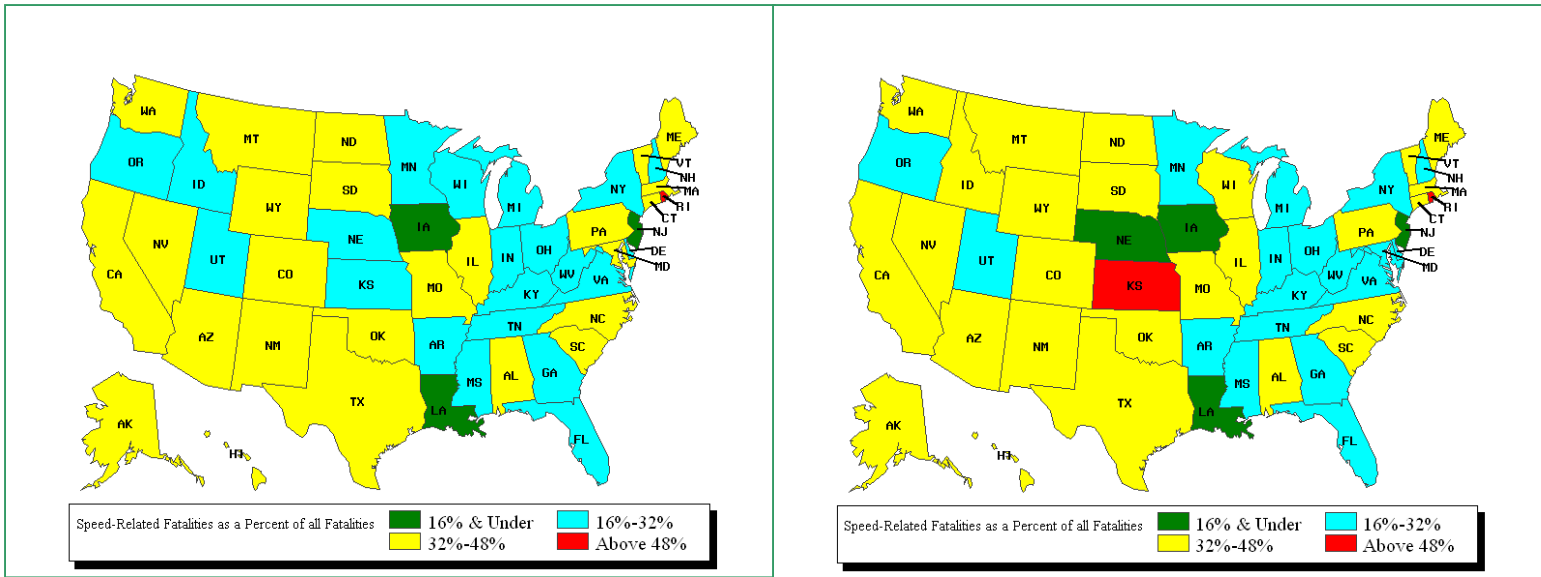 WA
MT
ND
MN
ME
VT
NH
MA
RI
CT
NJ
DE
MD
OR
ID
WY
SD
WI
MI
NY
PA
NV
UT
CO
NE
IA
IL
IN
OH
WV
VA
CA
KS
MO
KY
AZ
NM
OK
AR
TN
NC
SC
TX
LA
MS
AL
GA
FL
AK
HI
Speed-Related Fatalities as a Percent of all Fatalities
16% & Under
16%-32%
32%-48%
Above 48%
WA
MT
ND
MN
ME
VT
NH
MA
RI
CT
NJ
DE
MD
OR
ID
WY
SD
WI
MI
NY
PA
NV
UT
CO
NE
IA
IL
IN
OH
WV
VA
CA
KS
MO
KY
AZ
NM
OK
AR
TN
NC
SC
TX
LA
MS
AL
GA
FL
AK
HI
Speed-Related Fatalities as a Percent of all Fatalities
16% & Under
16%-32%
32%-48%
Above 48%